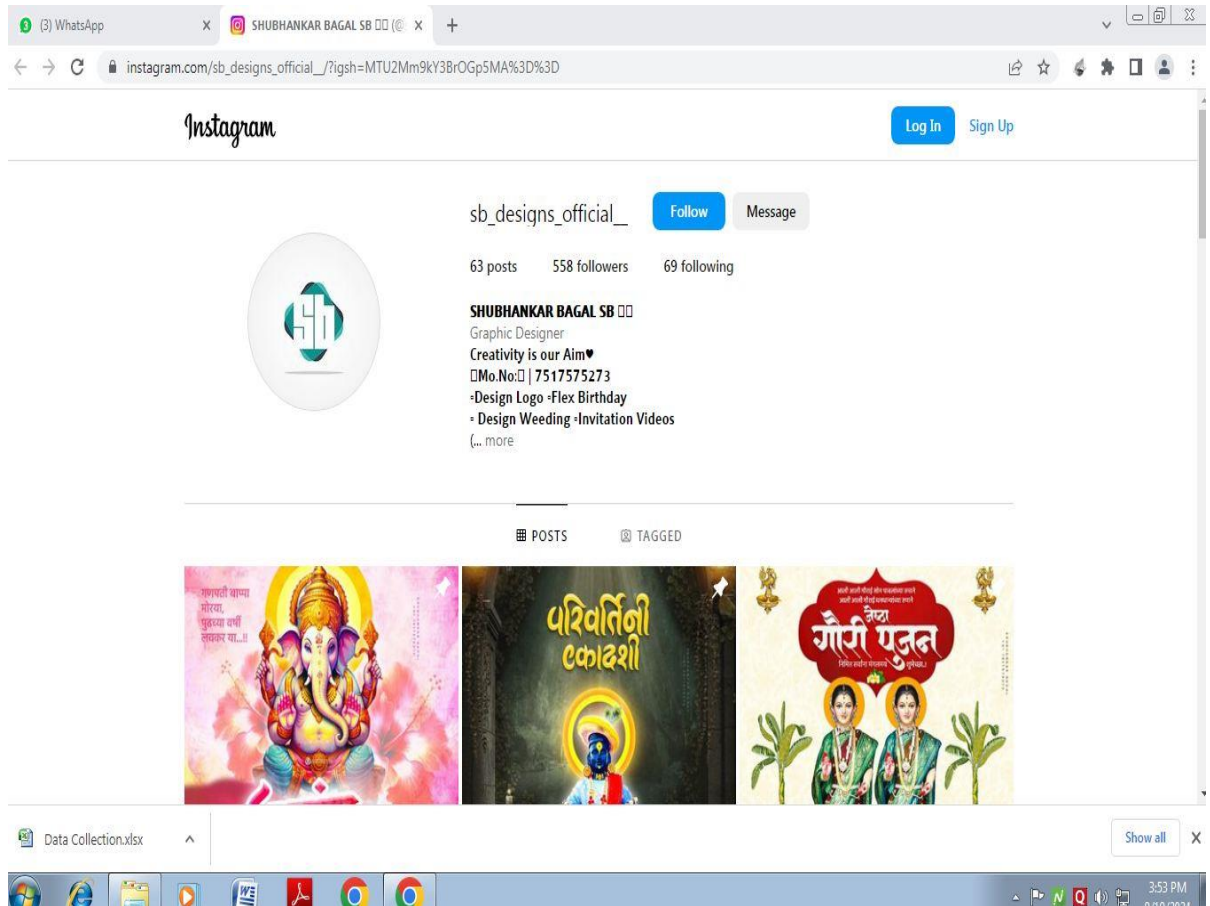 (3) WhatsApp
SHUBHANKAR BAGAL SB (@
instagram.com/sb_designs_official__/?igsh=MTU2Mm9kY3BrOGp5MA%3D%3D
Instagram
Log In
Sign Up
sb_designs_official__
Follow
Message
63 posts 558 followers 69 following
SHUBHANKAR BAGAL SB
Graphic Designer
Creativity is our Aim♥
Mo.No: | 7517575273
▫Design Logo ▫Flex Birthday
▫ Design Weeding ▫Invitation Videos
(... more
POSTS
TAGGED
sb
गणपती बाप्पा
मोरया,
पुढच्या वर्षी
लवकर या...!!
परिवर्तिनी
एकादशी
जेष्ठा
गौरी पुजन
Data Collection.xlsx
Show all
3:53 PM